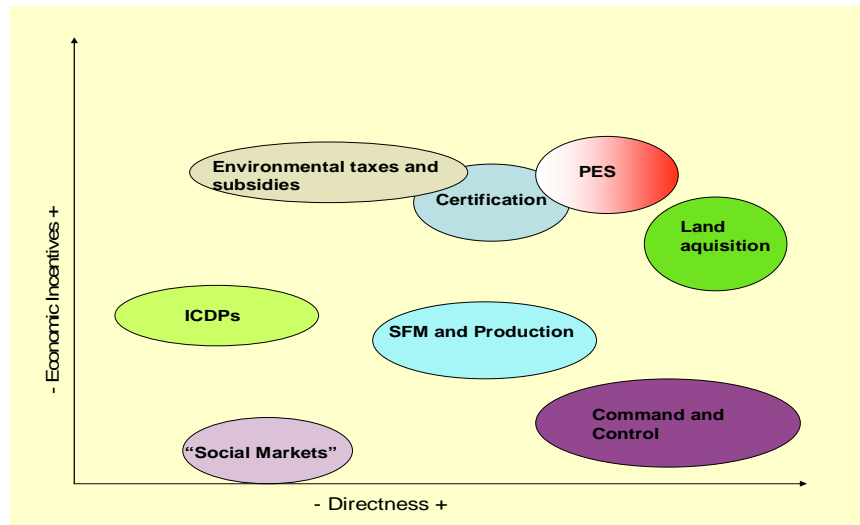 Environmental taxes and
subsidies
PES
Certification
Land
aquisition
ICDPs
SFM and Production
Command and
Control
“Social Markets”
- Economic Incentives +
- Directness +